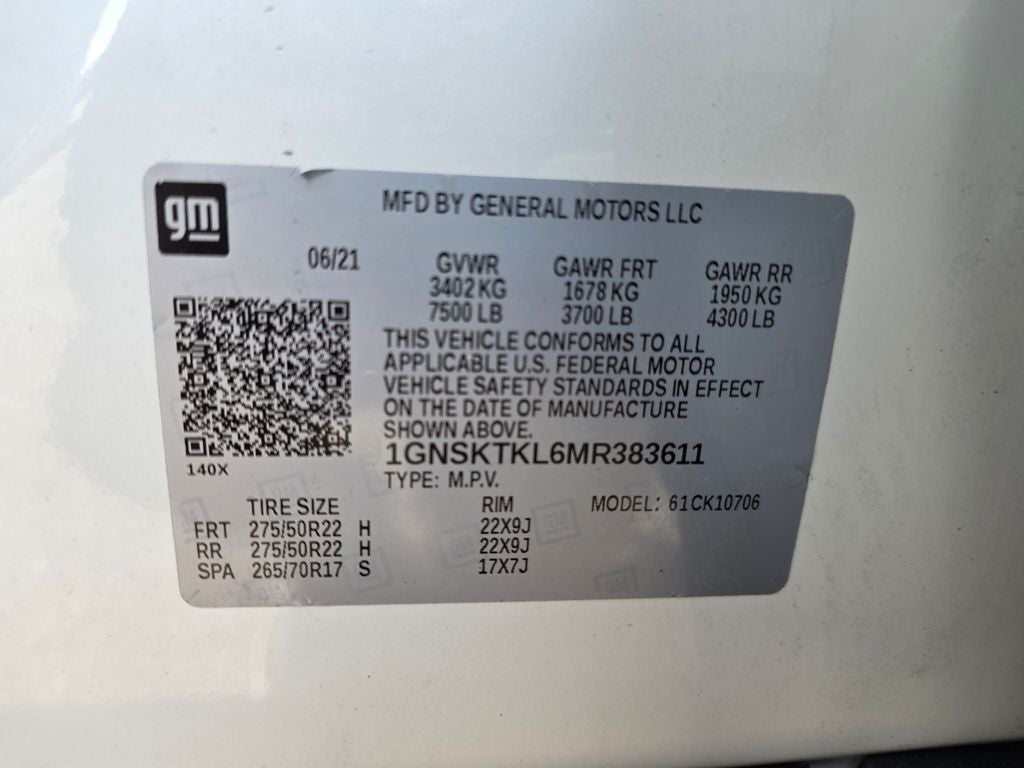 gm
MFD BY GENERAL MOTORS LLC
06/21
GVWR GAWR FRT GAWR RR
3402 KG 1678 KG 1950 KG
7500 LB 3700 LB 4300 LB
THIS VEHICLE CONFORMS TO ALL
APPLICABLE U.S. FEDERAL MOTOR
VEHICLE SAFETY STANDARDS IN EFFECT
ON THE DATE OF MANUFACTURE
SHOWN ABOVE.
1GNSKTKL6MR383611
140X
TYPE: M.P.V.
TIRE SIZE RIM MODEL: 61CK10706
FRT 275/50R22 H 22X9J
RR 275/50R22 H 22X9J
SPA 265/70R17 S 17X7J